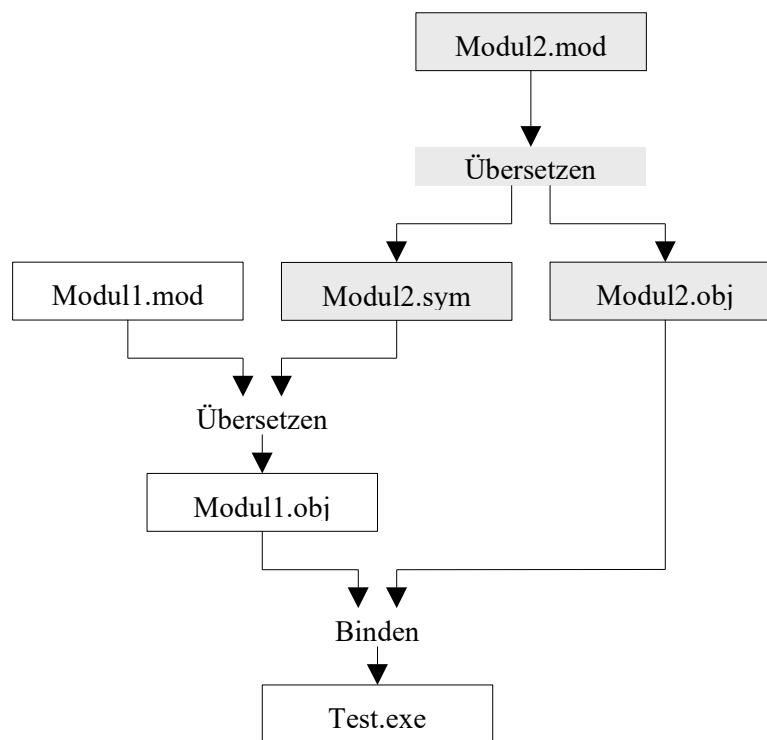 Modul2.mod
Übersetzen
Modul1.mod
Modul2.sym
Modul2.obj
Übersetzen
Modul1.obj
Binden
Test.exe